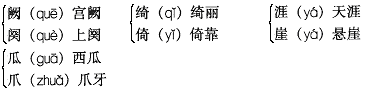 阙（què）宫阙 绮（qǐ）绮丽 涯（yá）天涯
阕（què）上阕 倚（yǐ）倚靠 崖（yá）悬崖
瓜（guā）西瓜
爪（zhuǎ）爪牙